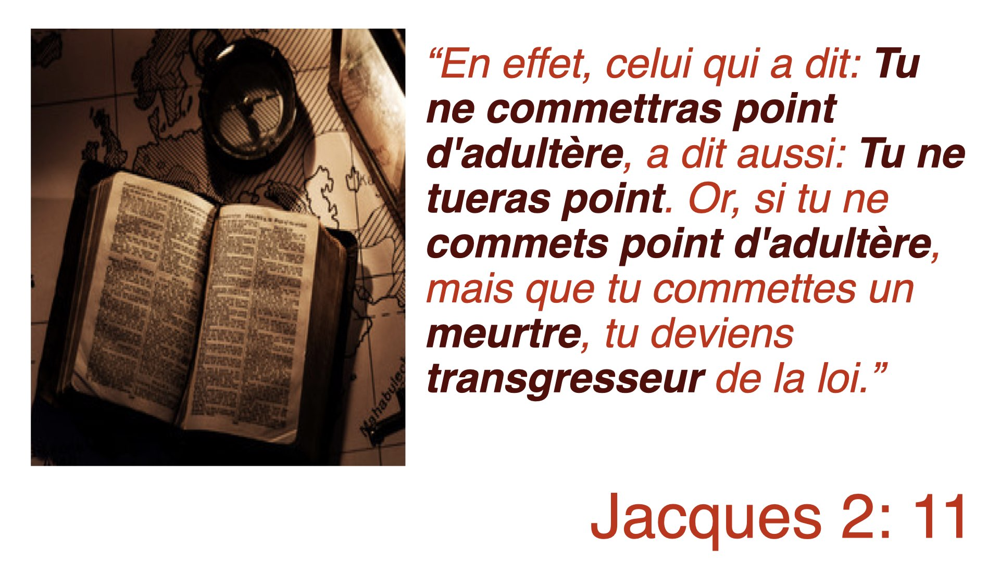 “En effet, celui qui a dit: Tu
ne commettras point
d'adultère, a dit aussi: Tu ne
tueras point. Or, si tu ne
commets point d'adultère,
mais que tu commettes un
meurtre, tu deviens
transgresseur de la loi.”
Mahabules
Jacques 2: 11